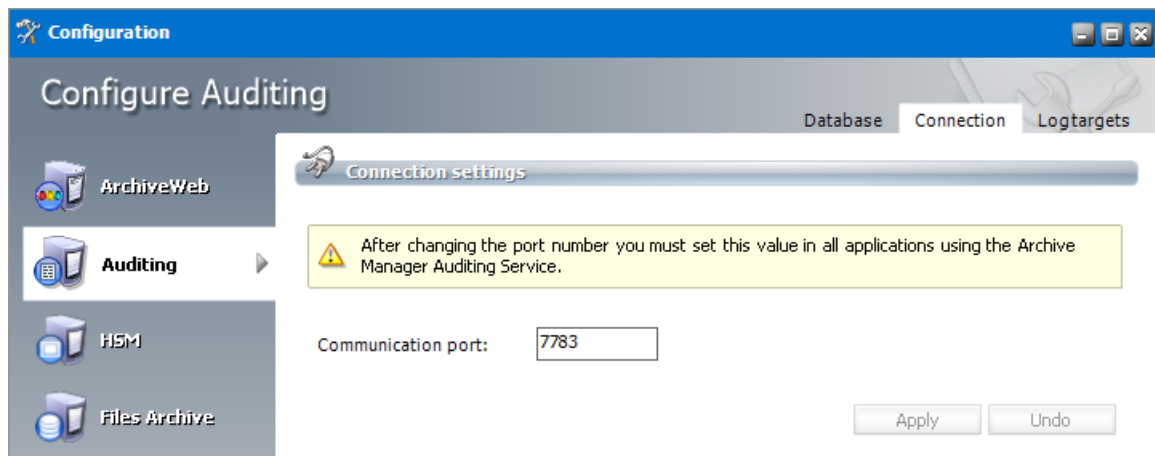 Configuration
Configure Auditing
Database Connection Logtargets
ArchiveWeb
Auditing
HSM
Files Archive
Connection settings
After changing the port number you must set this value in all applications using the Archive
Manager Auditing Service.
Communication port: 7783
Apply Undo